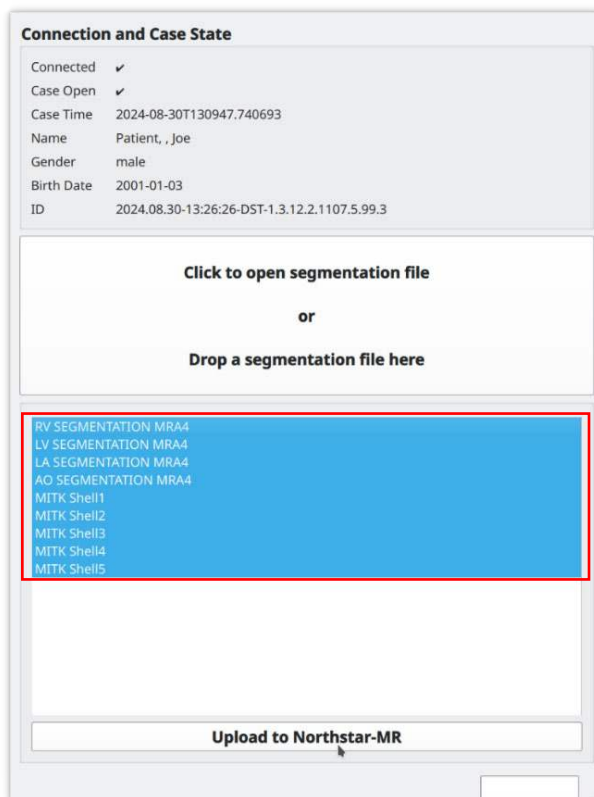 Connection and Case State
Connected ✔
Case Open ✔
Case Time 2024-08-30T130947.740693
Name Patient, , Joe
Gender male
Birth Date 2001-01-03
ID 2024.08.30-13:26:26-DST-1.3.12.2.1107.5.99.3
Click to open segmentation file
or
Drop a segmentation file here
RV SEGMENTATION MRA4
LV SEGMENTATION MRA4
LA SEGMENTATION MRA4
AO SEGMENTATION MRA4
MITK Shell1
MITK Shell2
MITK Shell3
MITK Shell4
MITK Shell5
Upload to Northstar-MR